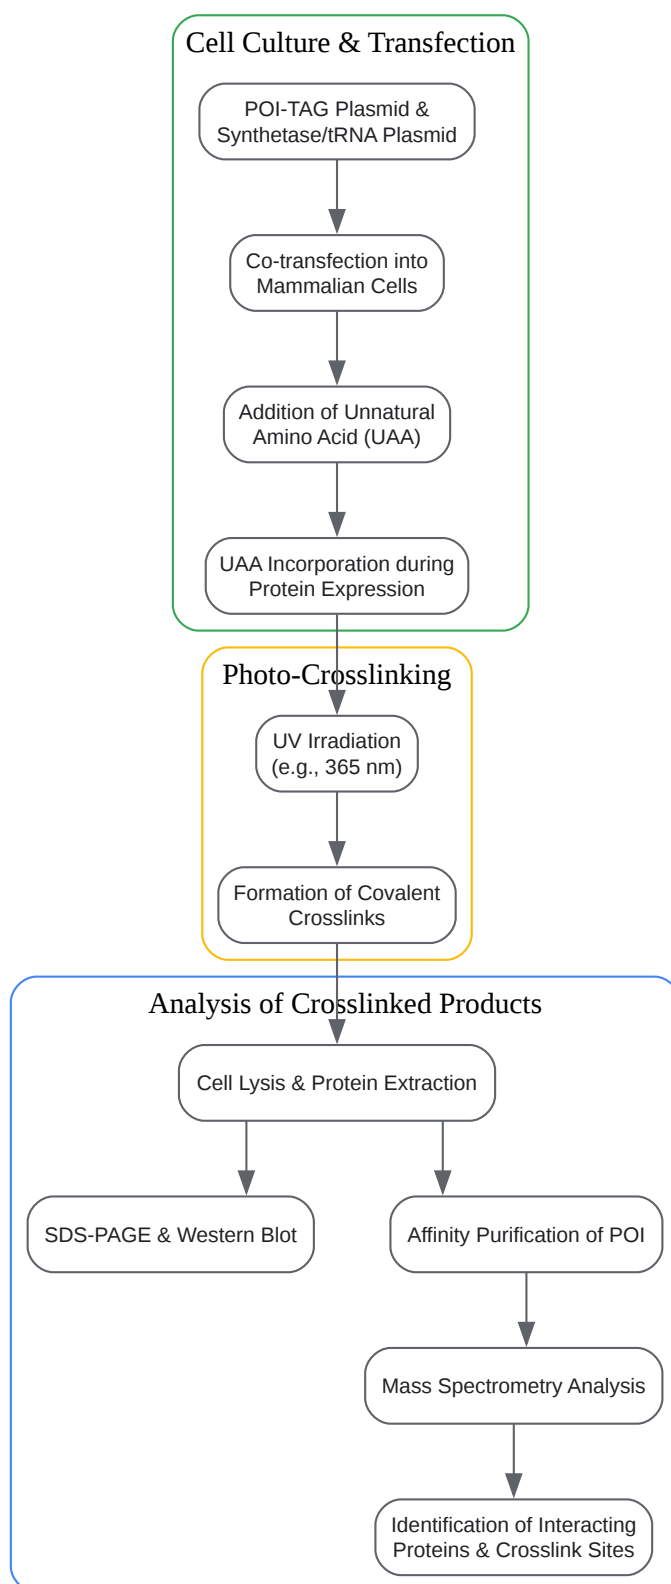 Cell Culture & Transfection
POI-TAG Plasmid &
Synthetase/tRNA Plasmid
Co-transfection into
Mammalian Cells
Addition of Unnatural
Amino Acid (UAA)
UAA Incorporation during
Protein Expression
Photo-Crosslinking
UV Irradiation
(e.g., 365 nm)
Formation of Covalent
Crosslinks
Analysis of Crosslinked Products
Cell Lysis & Protein Extraction
SDS-PAGE & Western Blot
Affinity Purification of POI
Mass Spectrometry Analysis
Identification of Interacting
Proteins & Crosslink Sites